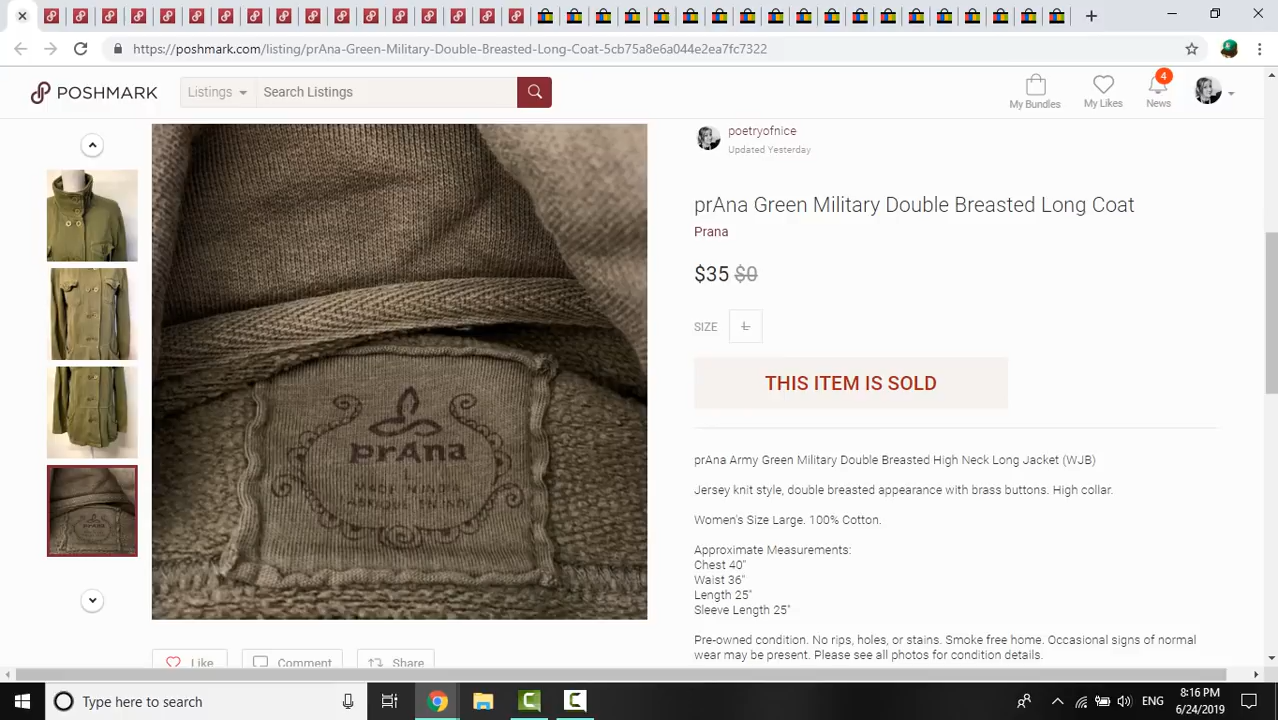 https://poshmark.com/listing/prAna-Green-Military-Double-Breasted-Long-Coat-5cb75a8e6a044e2ea7fc7322
POSHMARK
Listings
Search Listings
My Bundles
My Likes
4
News
poetryofnice
Updated Yesterday
prAna Green Military Double Breasted Long Coat
Prana
$35 $0
SIZE L
THIS ITEM IS SOLD
prAna Army Green Military Double Breasted High Neck Long Jacket (WJB)
Jersey knit style, double breasted appearance with brass buttons. High collar.
Women's Size Large. 100% Cotton.
Approximate Measurements:
Chest 40"
Waist 36"
Length 25"
Sleeve Length 25"
Pre-owned condition. No rips, holes, or stains. Smoke free home. Occasional signs of normal
wear may be present. Please see all photos for condition details.
prAna
Like
Comment
Share
Type here to search
ENG
8:16 PM
6/24/2019